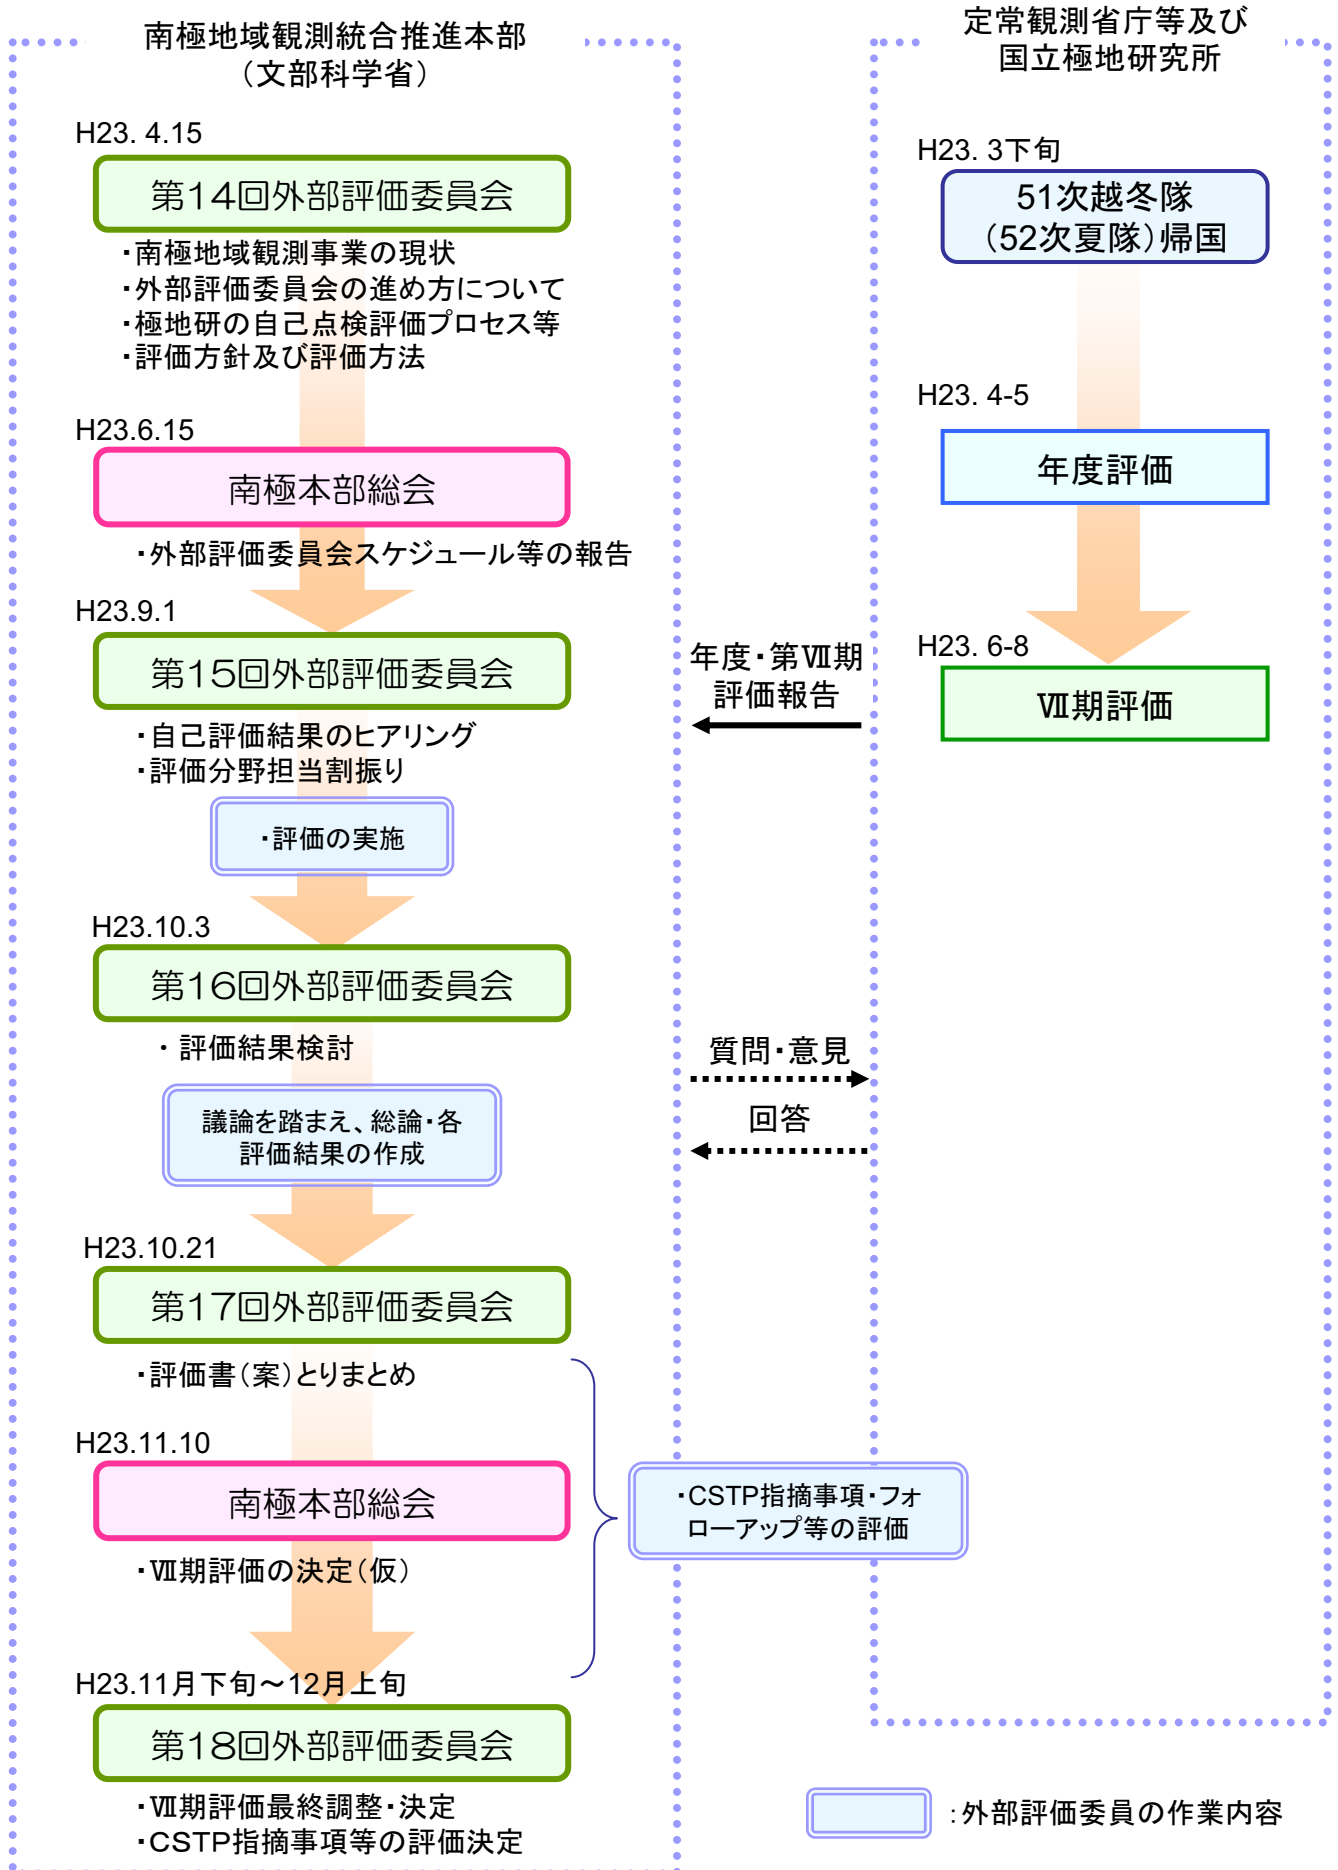 南極地域観測統合推進本部
（文部科学省）
H23. 4.15
第14回外部評価委員会
・南極地域観測事業の現状
・外部評価委員会の進め方について
・極地研の自己点検評価プロセス等
・評価方針及び評価方法
H23.6.15
南極本部総会
・外部評価委員会スケジュール等の報告
H23.9.1
第15回外部評価委員会
・自己評価結果のヒアリング
・評価分野担当割振り
・評価の実施
H23.10.3
第16回外部評価委員会
・ 評価結果検討
議論を踏まえ、総論・各
評価結果の作成
H23.10.21
第17回外部評価委員会
・評価書（案）とりまとめ
H23.11.10
南極本部総会
・Ⅶ期評価の決定（仮）
H23.11月下旬～12月上旬
第18回外部評価委員会
・Ⅶ期評価最終調整・決定
・ＣＳＴＰ指摘事項等の評価決定
年度・第Ⅶ期
評価報告
質問・意見
回答
・CSTP指摘事項・フォ
ローアップ等の評価
定常観測省庁等及び
国立極地研究所
H23. 3下旬
51次越冬隊
（52次夏隊）帰国
H23. 4-5
年度評価
H23. 6-8
Ⅶ期評価
：外部評価委員の作業内容